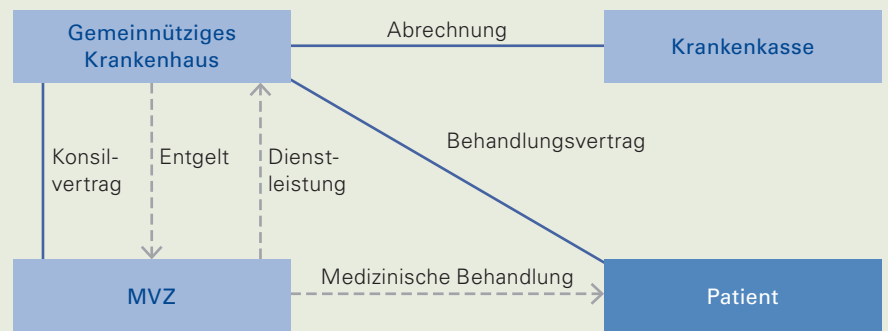 Gemeinnütziges
Krankenhaus
Abrechnung
Krankenkasse
Konsil-
vertrag
Entgelt
Dienst-
leistung
Behandlungsvertrag
MVZ
Medizinische Behandlung
Patient